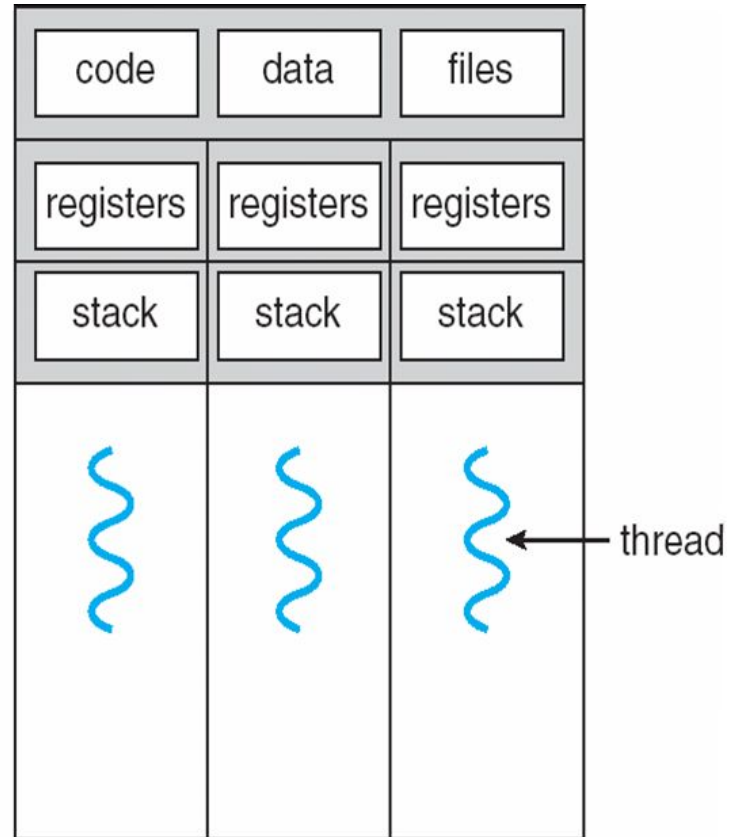 code data files
registers registers registers
stack stack stack
thread